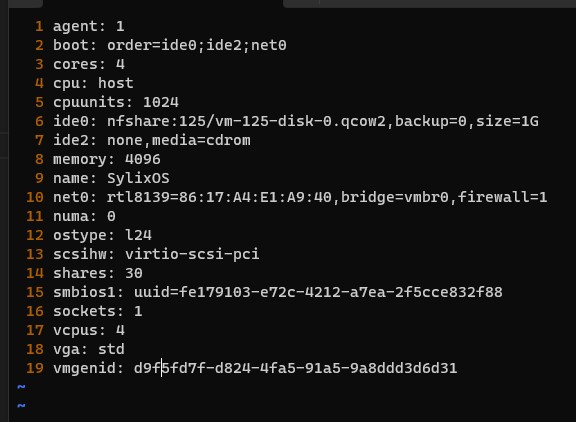 1 agent: 1
2 boot: order=ide0;ide2;net0
3 cores: 4
4 cpu: host
5 cpuunits: 1024
6 ide0: nfshare:125/vm-125-disk-0.qcow2,backup=0,size=1G
7 ide2: none,media=cdrom
8 memory: 4096
9 name: SylixOS
10 net0: rtl8139=86:17:A4:E1:A9:40,bridge=vmbr0,firewall=1
11 numa: 0
12 ostype: l24
13 scsihw: virtio-scsi-pci
14 shares: 30
15 smbios1: uuid=fe179103-e72c-4212-a7ea-2f5cce832f88
16 sockets: 1
17 vcpus: 4
18 vga: std
19 vmgenid: d9f5fd7f-d824-4fa5-91a5-9a8ddd3d6d31
~
~